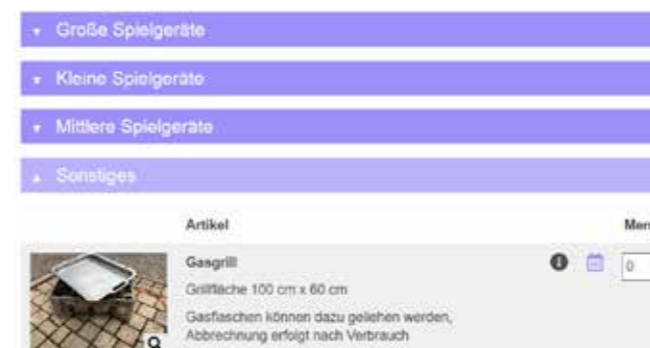 Große Spielgeräte
Kleine Spielgeräte
Mittlere Spielgeräte
Sonstiges
Artikel Men
Gasgrill 0
Grillfläche 100 cm x 60 cm
Gasflaschen können dazu geliehen werden,
Abbrechnung erfolgt nach Verbrauch